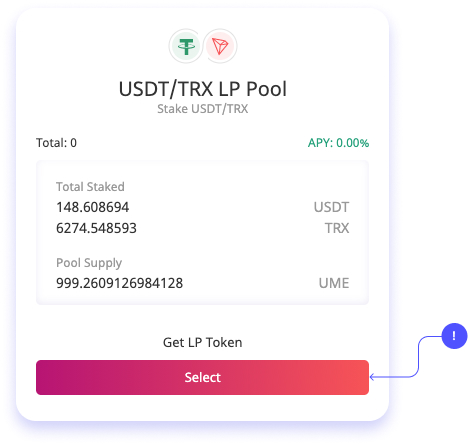 USDT/TRX LP Pool
Stake USDT/TRX
Total: 0 APY: 0.00%
Total Staked
148.608694 USDT
6274.548593 TRX
Pool Supply
999.2609126984128 UME
Get LP Token
!
Select